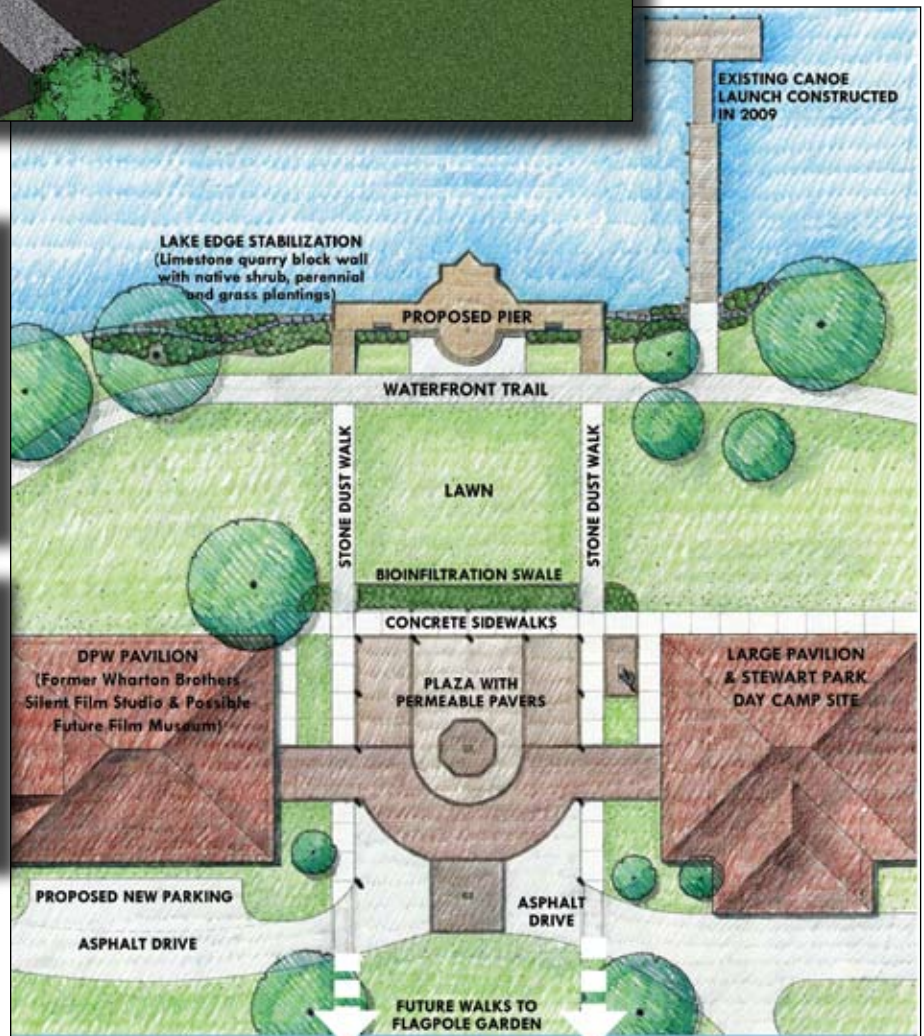 EXISTING CANOE
LAUNCH CONSTRUCTED
IN 2009
LAKE EDGE STABILIZATION
(Limestone quarry block wall
with native shrub, perennial
and grass plantings)
PROPOSED PIER
WATERFRONT TRAIL
STONE DUST WALK
LAWN
STONE DUST WALK
BIOINFILTRATION SWALE
CONCRETE SIDEWALKS
DPW PAVILION
(Former Wharton Brothers
Silent Film Studio & Possible
Future Film Museum)
PLAZA WITH
PERMEABLE PAVERS
LARGE PAVILION
& STEWART PARK
DAY CAMP SITE
PROPOSED NEW PARKING
ASPHALT DRIVE
ASPHALT
DRIVE
FUTURE WALKS TO
FLAGPOLE GARDEN